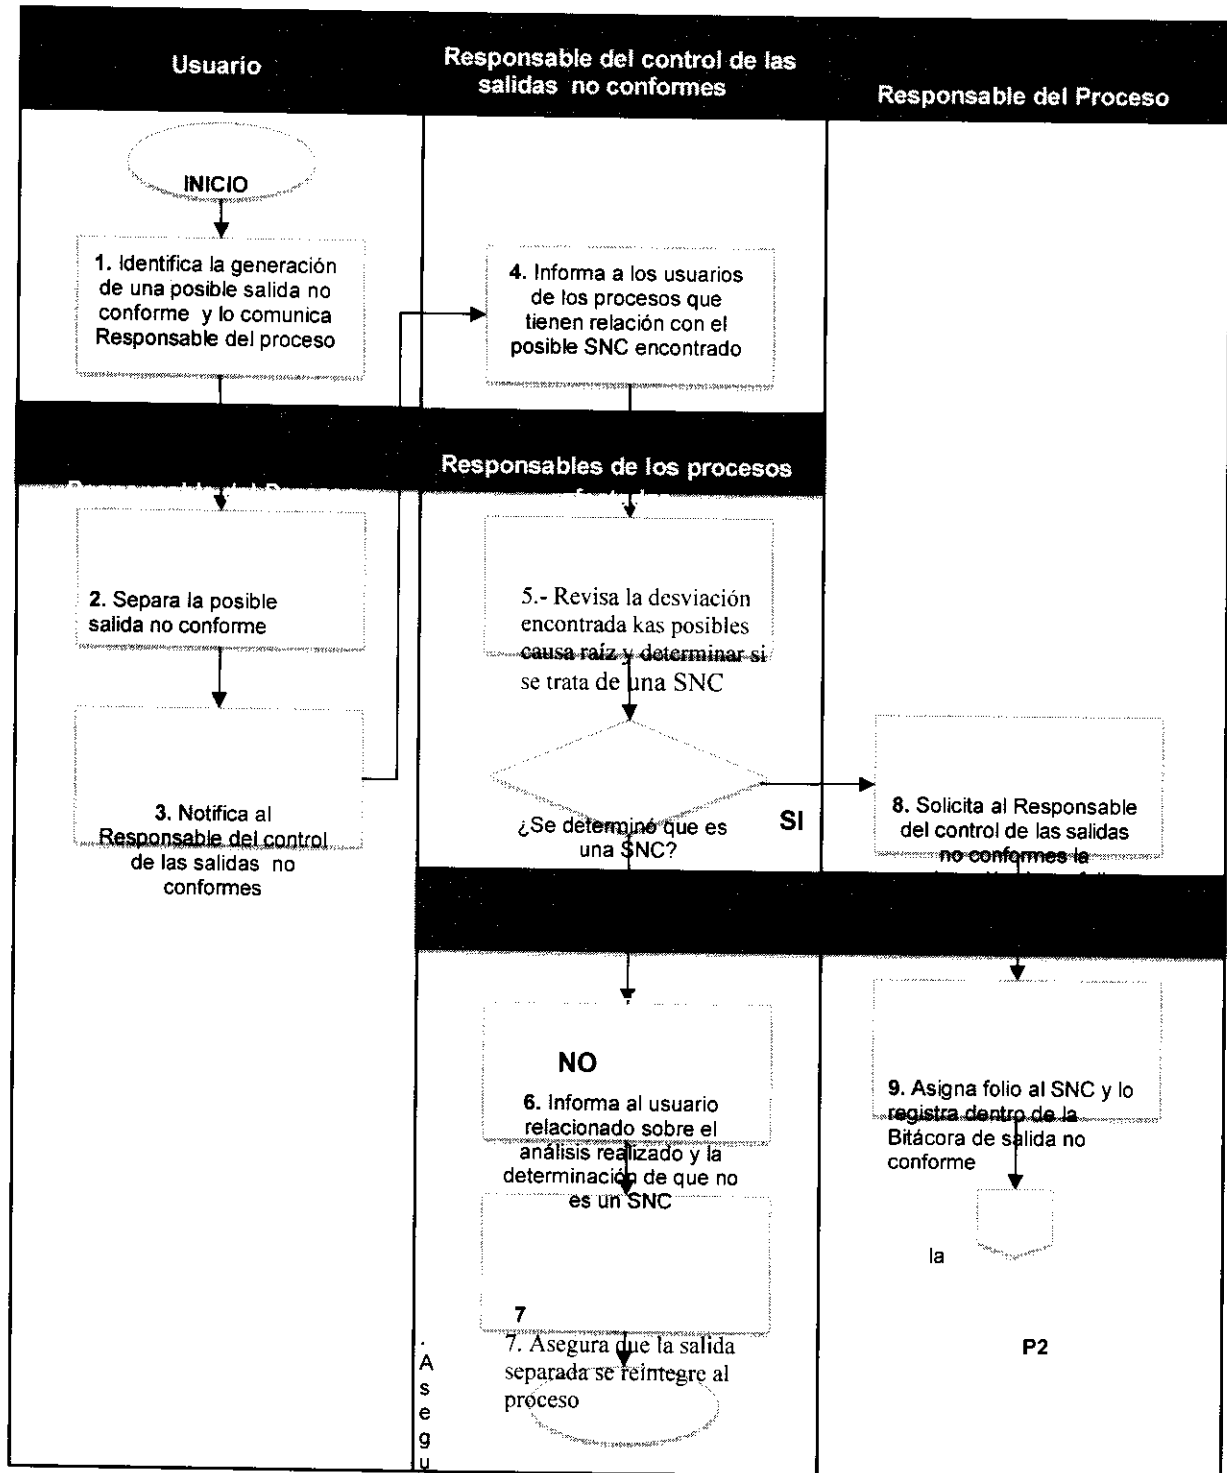 Usuario
Responsable del control de las
salidas no conformes
Responsable del Proceso
INICIO
1. Identifica la generación
de una posible salida no
conforme y lo comunica
Responsable del proceso
4. Informa a los usuarios
de los procesos que
tienen relación con el
posible SNC encontrado
Responsables de los procesos
2. Separa la posible
salida no conforme
5.- Revisa la desviación
encontrada kas posibles
causa raíz y determinar si
se trata de una SNC
3. Notifica al
Responsable del control
de las salidas no
conformes
¿Se determinó que es
una SNC?
SI
8. Solicita al Responsable
del control de las salidas
no conformes la
NO
6. Informa al usuario
relacionado sobre el
análisis realizado y la
determinación de que no
es un SNC
9. Asigna folio al SNC y lo
registra dentro de la
Bitácora de salida no
conforme
la
7
7. Asegura que la salida
separada se reintegre al
proceso
.
A
s
e
g
u
P2